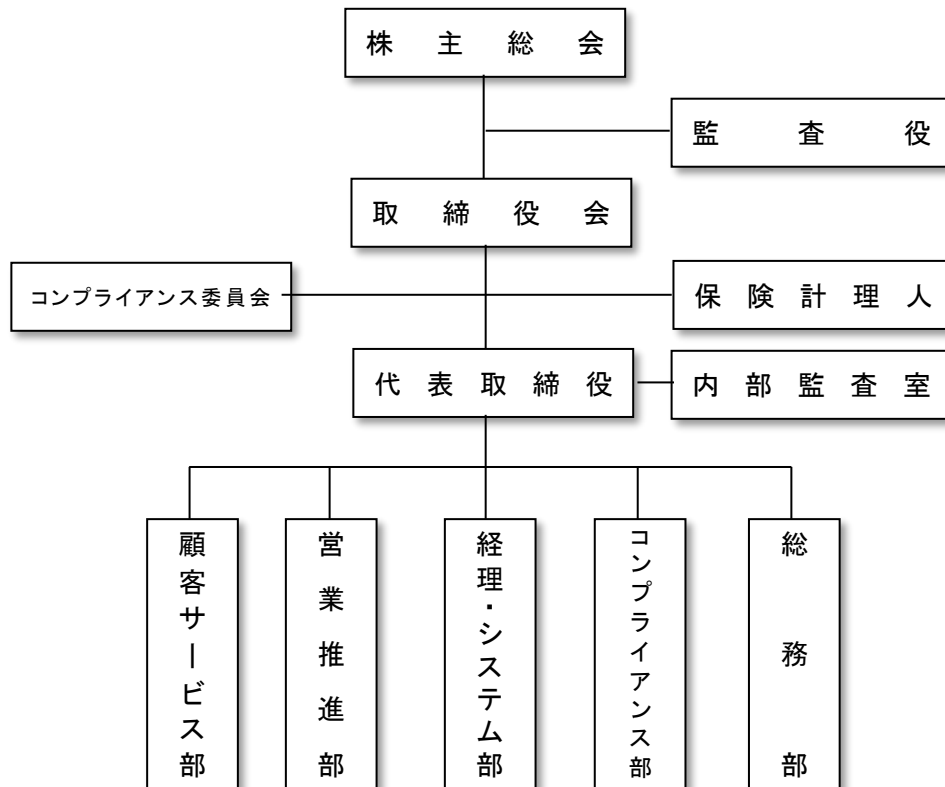 株主総会
監査役
取締役会
コンプライアンス委員会
保険計理人
代表取締役
内部監査室
顧客サービス部
営業推進部
経理・システム部
コンプライアンス部
総務部